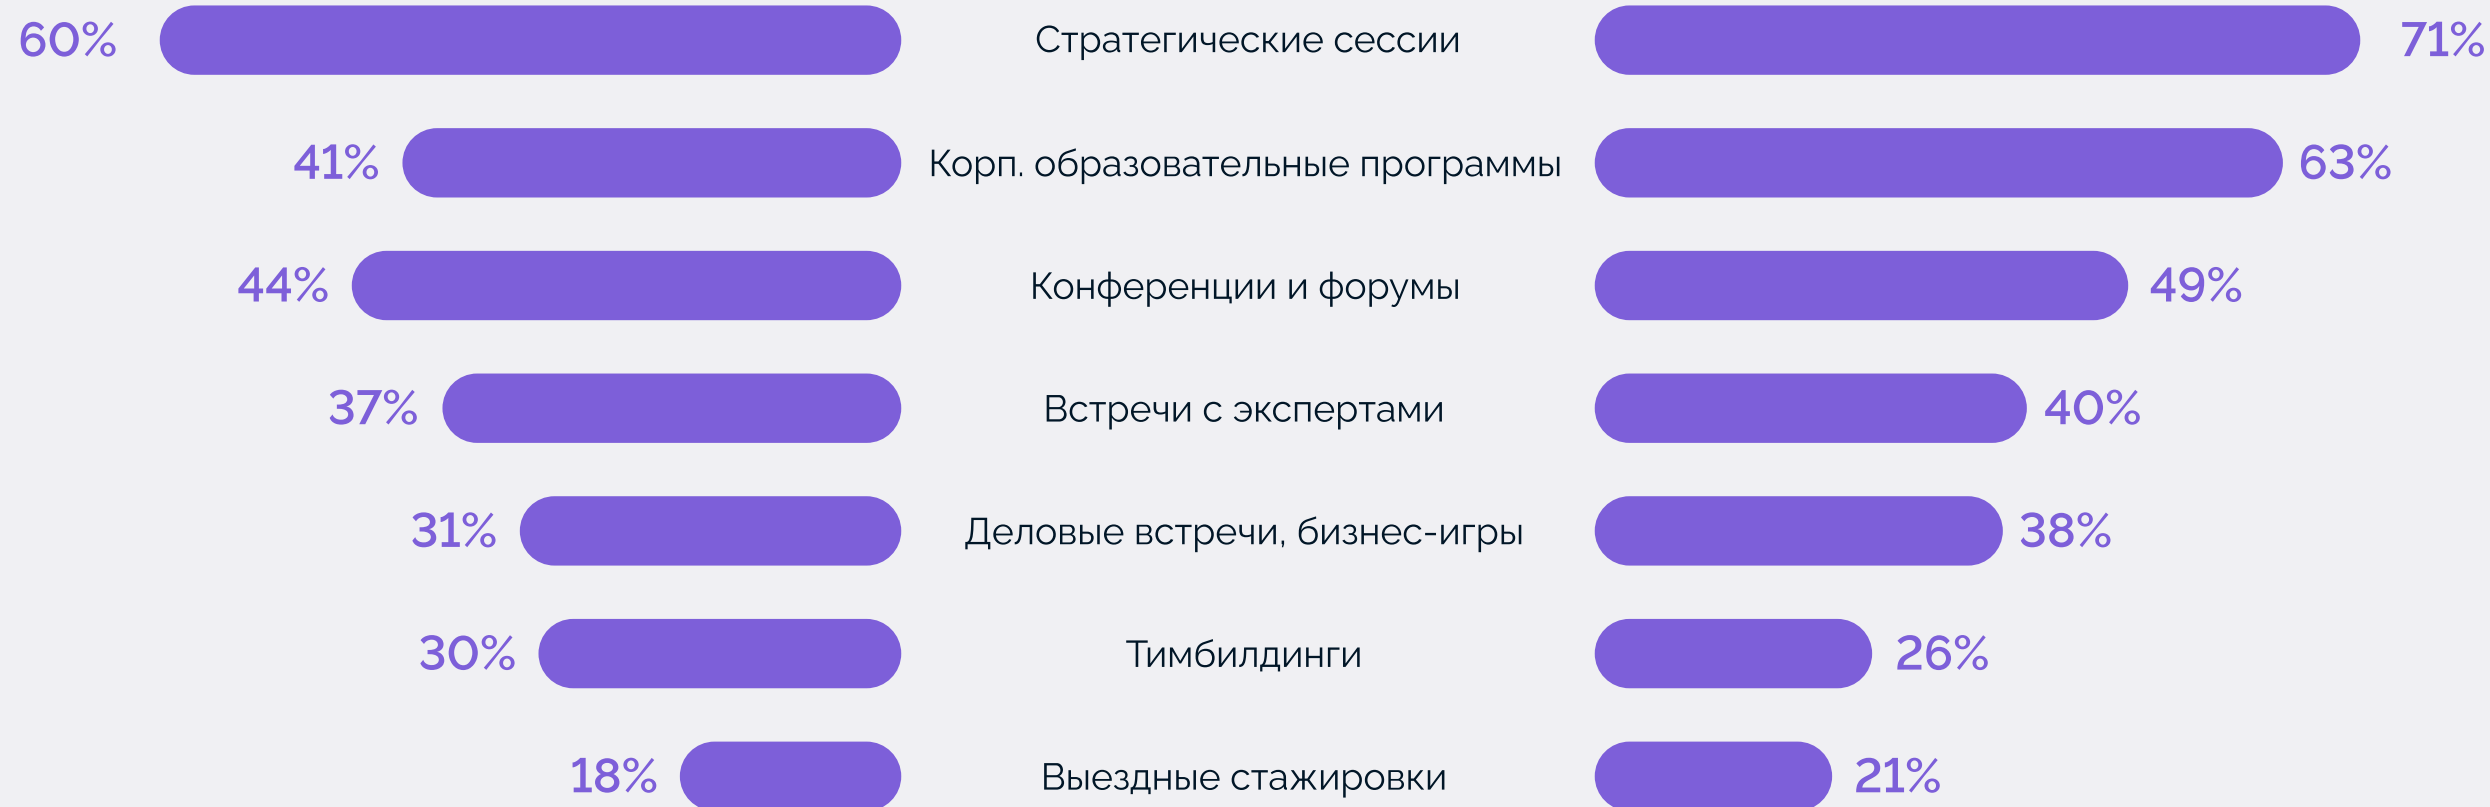 60% Стратегические сессии 71%
41% Корп. образовательные программы 63%
44% Конференции и форумы 49%
37% Встречи с экспертами 40%
31% Деловые встречи, бизнес-игры 38%
30% Тимбилдинги 26%
18% Выездные стажировки 21%